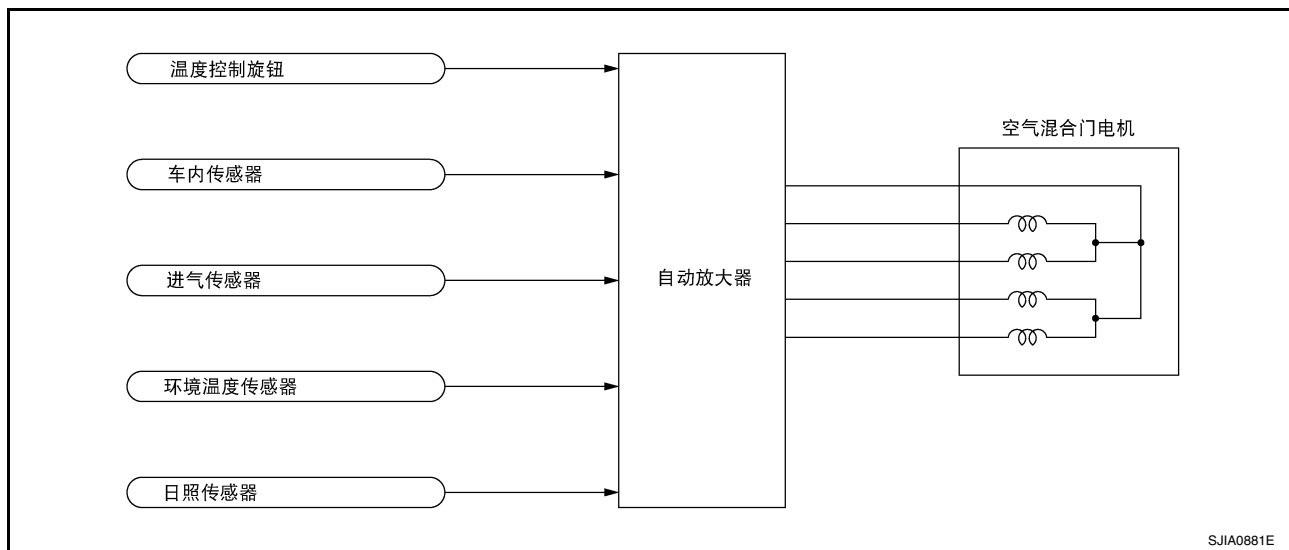 温度控制旋钮
车内传感器
进气传感器
环境温度传感器
日照传感器
自动放大器
空气混合门电机
SJIA0881E